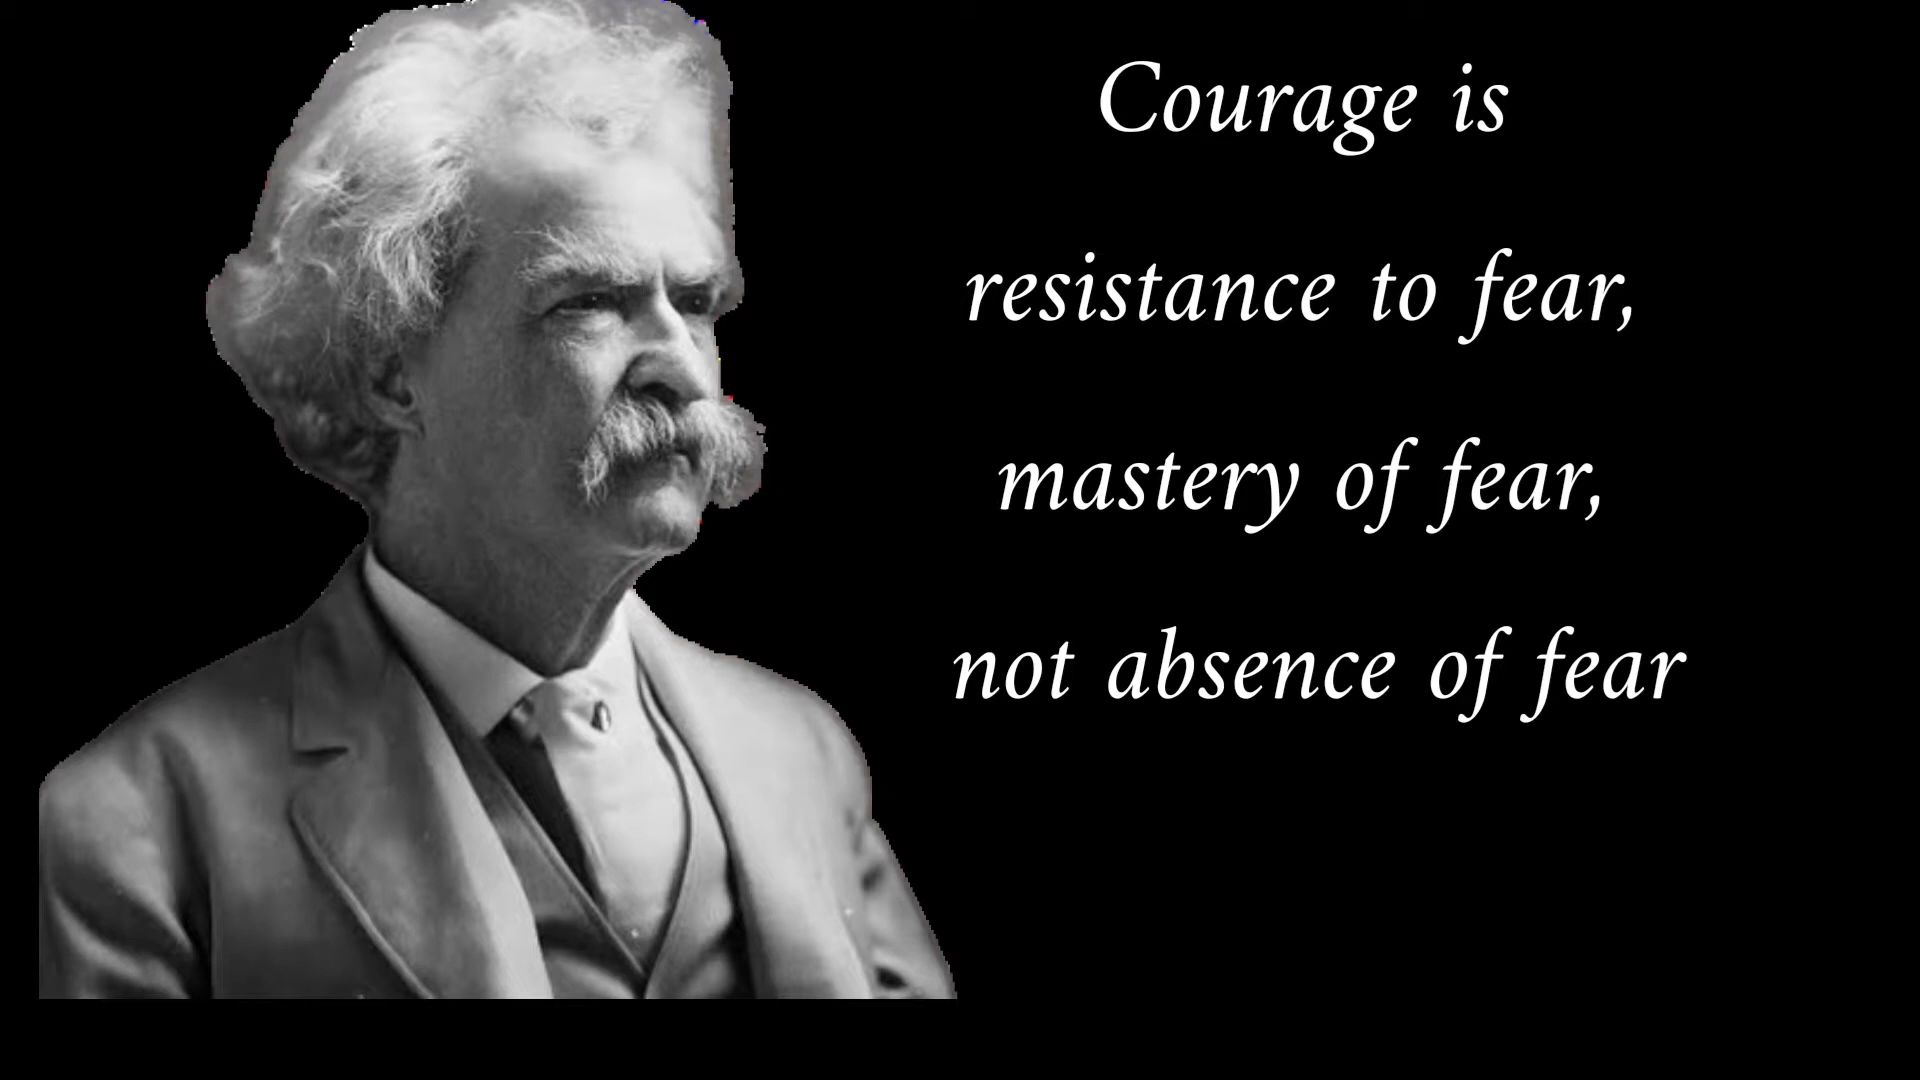 Courage is
resistance to fear,
mastery of fear,
not absence of fear